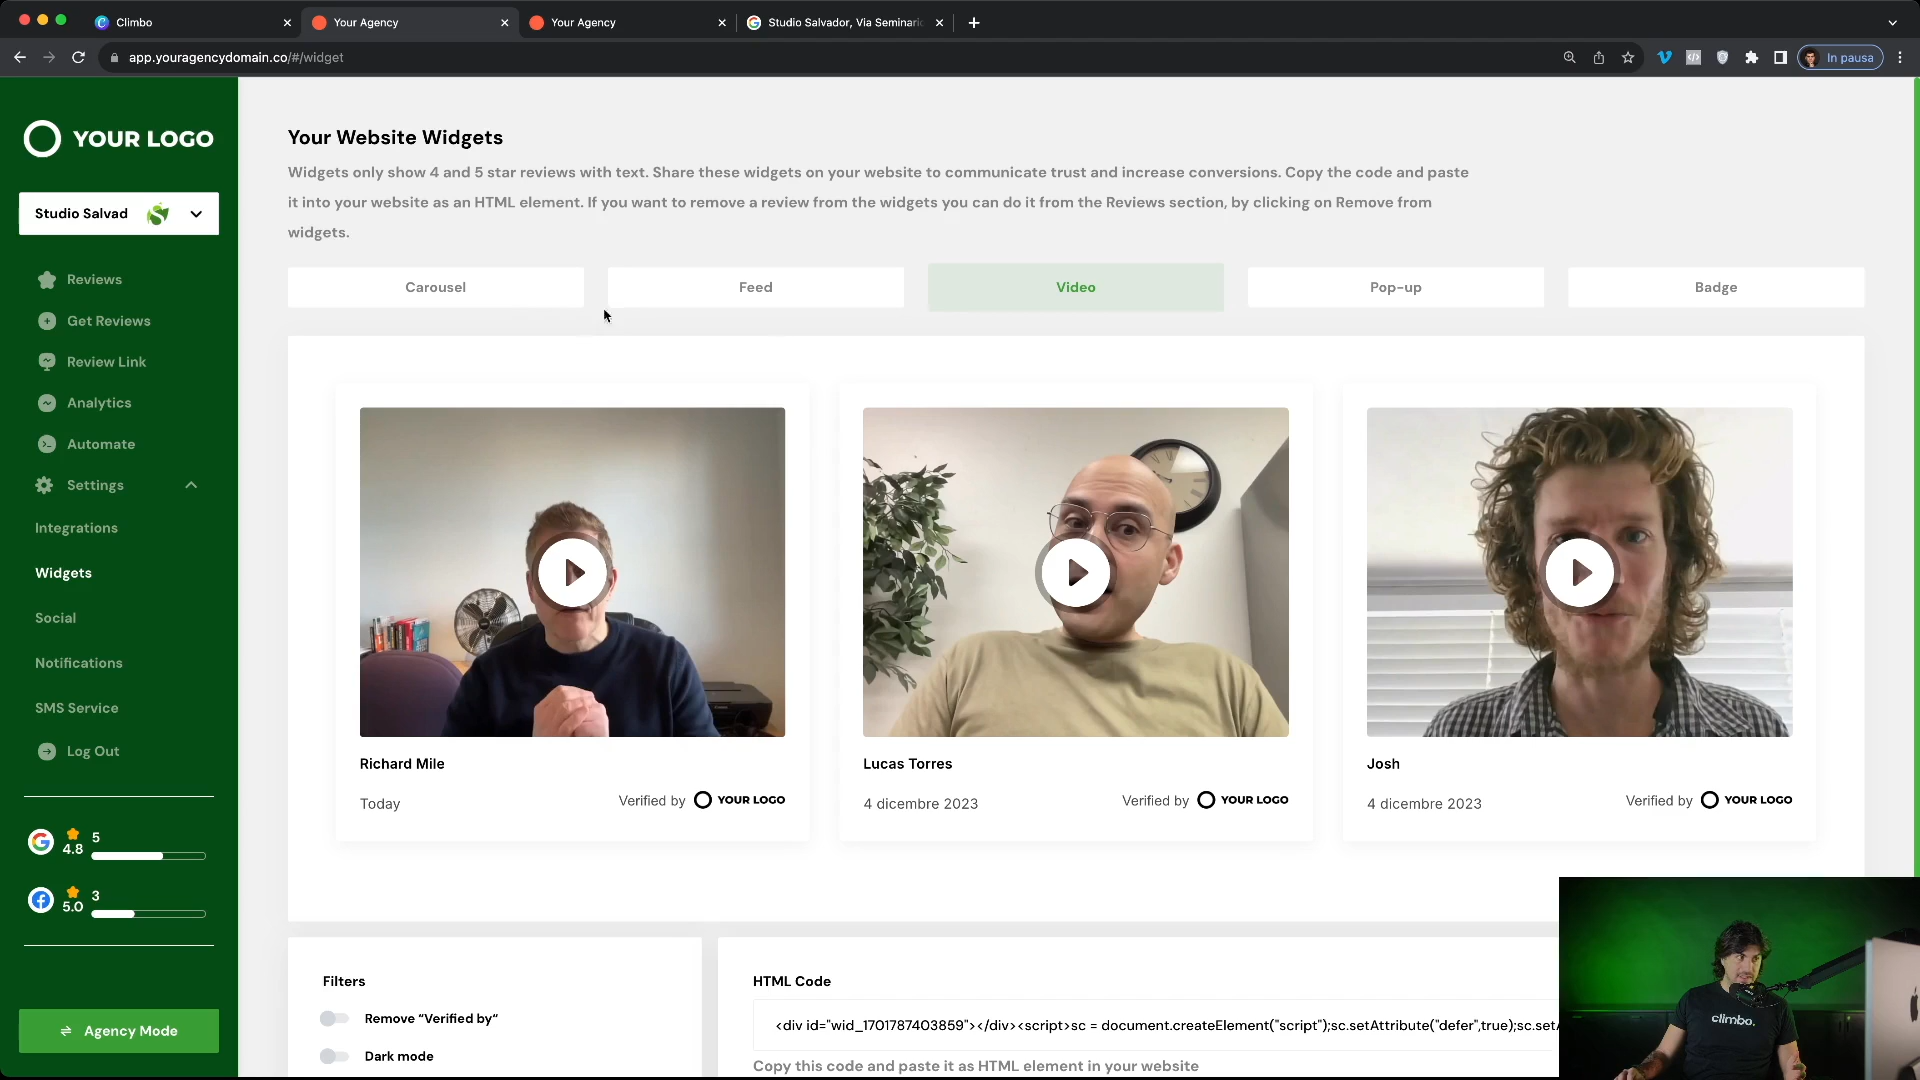 Climbo
Your Agency
Your Agency
Studio Salvador, Via Seminari
app.youragencydomain.co/#/widget
In pausa
YOUR LOGO
Studio Salvad
Reviews
Get Reviews
Review Link
Analytics
Automate
Settings
Integrations
Widgets
Social
Notifications
SMS Service
Log Out
4.8
5
5.0
3
Agency Mode
Your Website Widgets
Widgets only show 4 and 5 star reviews with text. Share these widgets on your website to communicate trust and increase conversions. Copy the code and paste
it into your website as an HTML element. If you want to remove a review from the widgets you can do it from the Reviews section, by clicking on Remove from
widgets.
Carousel
Feed
Video
Pop-up
Badge
Richard Mile
Today
Verified by YOUR LOGO
Lucas Torres
4 dicembre 2023
Verified by YOUR LOGO
Josh
4 dicembre 2023
Verified by YOUR LOGO
Filters
Remove “Verified by“
Dark mode
HTML Code
<div id="wid_1701787403859"></div><script>sc = document.createElement("script");sc.setAttribute("defer",true);sc.setA
Copy this code and paste it as HTML element in your website
climbo.